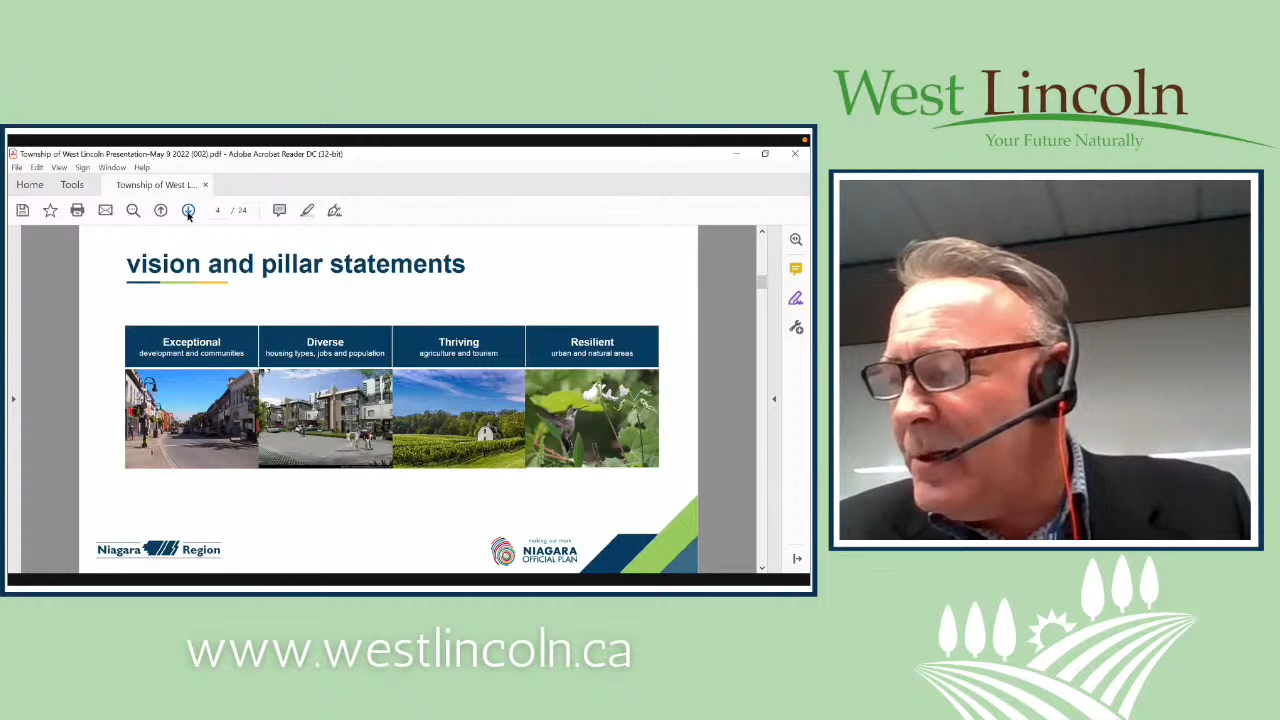 West Lincoln
Your Future Naturally
Township of West Lincoln Presentation-May 9 2022 (002).pdf - Adobe Acrobat Reader DC (32-bit)
File Edit View Sign Window Help
Home Tools Township of West L... ×
4 / 24
vision and pillar statements
Exceptional
development and communities
Diverse
housing types, jobs and population
Thriving
agriculture and tourism
Resilient
urban and natural areas
Niagara Region
making our mark
NIAGARA
OFFICIAL PLAN
www.westlincoln.ca